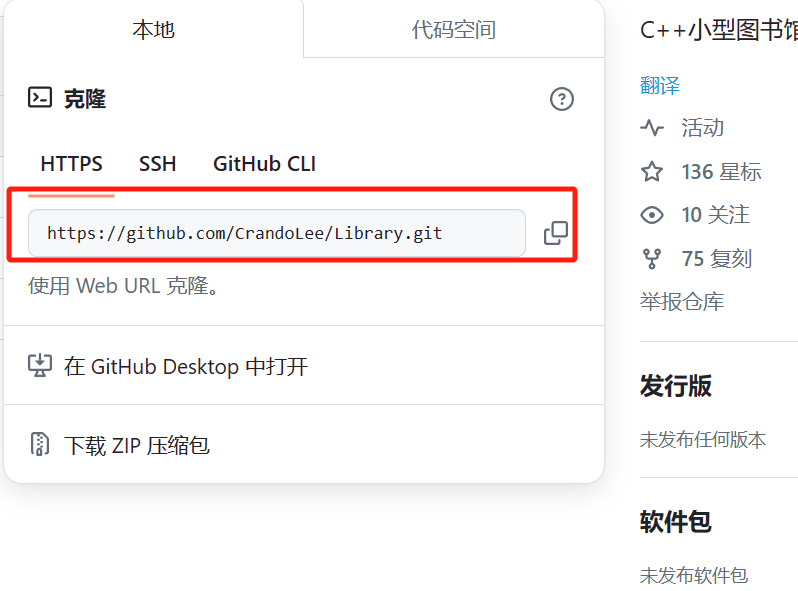 本地
代码空间
克隆
HTTPS
SSH
GitHub CLI
https://github.com/CrandoLee/Library.git
使用 Web URL 克隆。
在 GitHub Desktop 中打开
下载 ZIP 压缩包
C++小型图书馆
翻译
活动
136 星标
10 关注
75 复刻
举报仓库
发行版
未发布任何版本
软件包
未发布软件包